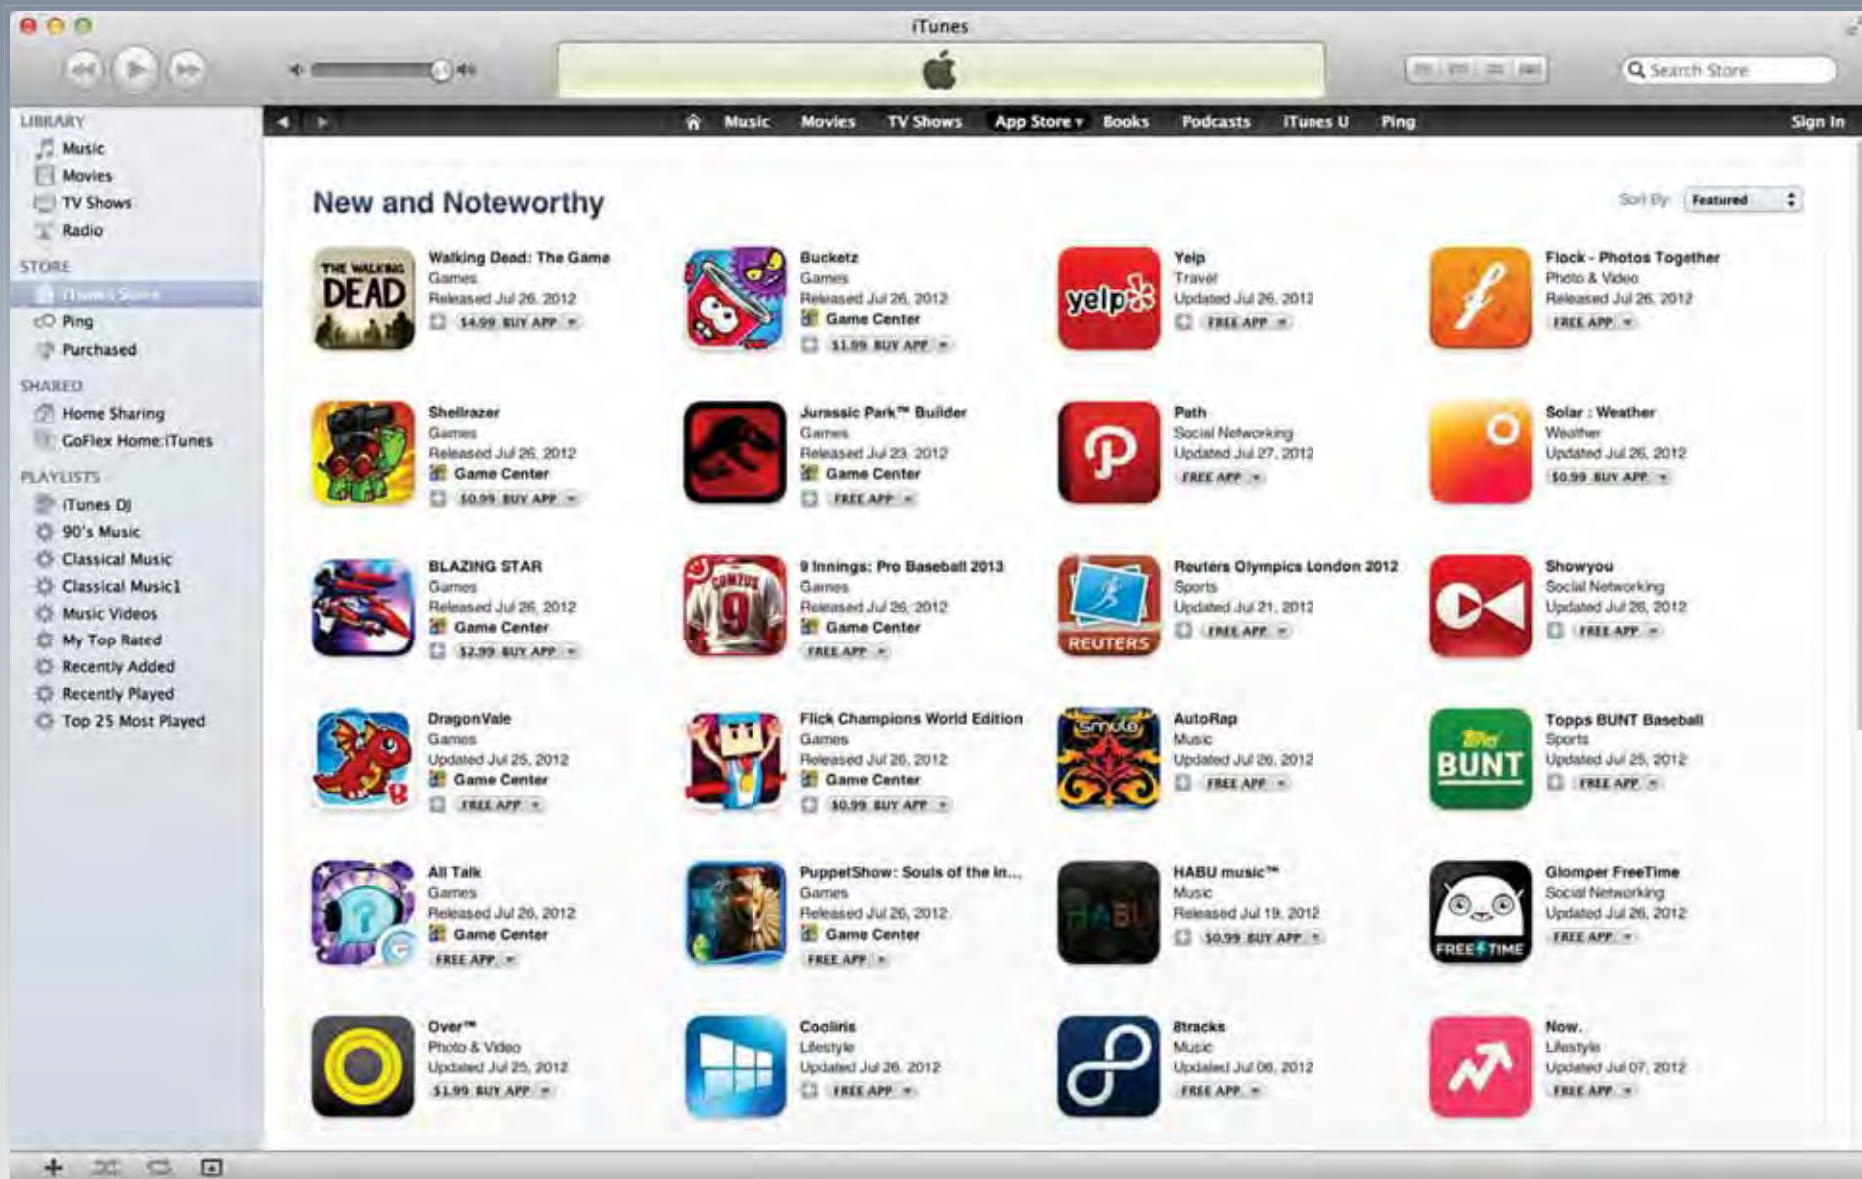 iTunes
Search Store
LIBRARY
Music
Movies
TV Shows
Radio
STORE
iTunes Store
Ping
Purchased
SHARED
Home Sharing
GoFlex Home:iTunes
PLAYLISTS
iTunes DJ
90's Music
Classical Music
Classical Music1
Music Videos
My Top Rated
Recently Added
Recently Played
Top 25 Most Played
Music Movies TV Shows App Store Books Podcasts iTunes U Ping Sign In
New and Noteworthy
Sort By: Featured
THE WALKING
DEAD
Walking Dead: The Game
Games
Released Jul 26, 2012
$4.99 BUY APP
Bucketz
Games
Released Jul 26, 2012
Game Center
$1.99 BUY APP
yelp
Yelp
Travel
Updated Jul 26, 2012
FREE APP
Flock - Photos Together
Photo & Video
Released Jul 26, 2012
FREE APP
Shellrazer
Games
Released Jul 26, 2012
Game Center
$0.99 BUY APP
Jurassic Park™ Builder
Games
Released Jul 23, 2012
Game Center
FREE APP
Path
Social Networking
Updated Jul 27, 2012
FREE APP
Solar : Weather
Weather
Updated Jul 26, 2012
$0.99 BUY APP
BLAZING STAR
Games
Released Jul 26, 2012
Game Center
$2.99 BUY APP
COM2US
9
9 Innings: Pro Baseball 2013
Games
Released Jul 26, 2012
Game Center
FREE APP
REUTERS
Reuters Olympics London 2012
Sports
Updated Jul 21, 2012
FREE APP
Showyou
Social Networking
Updated Jul 26, 2012
FREE APP
DragonVale
Games
Updated Jul 25, 2012
Game Center
FREE APP
Flick Champions World Edition
Games
Released Jul 26, 2012
Game Center
$0.99 BUY APP
smule
AutoRap
Music
Updated Jul 26, 2012
FREE APP
Topps
BUNT
Topps BUNT Baseball
Sports
Updated Jul 25, 2012
FREE APP
?
All Talk
Games
Released Jul 26, 2012
Game Center
FREE APP
PuppetShow: Souls of the In...
Games
Released Jul 26, 2012
Game Center
FREE APP
HABU
HABU music™
Music
Released Jul 19, 2012
$0.99 BUY APP
FREE TIME
Glomper FreeTime
Social Networking
Updated Jul 26, 2012
FREE APP
Over™
Photo & Video
Updated Jul 25, 2012
$1.99 BUY APP
Cooliris
Lifestyle
Updated Jul 26, 2012
FREE APP
8tracks
Music
Updated Jul 06, 2012
FREE APP
Now.
Lifestyle
Updated Jul 07, 2012
FREE APP